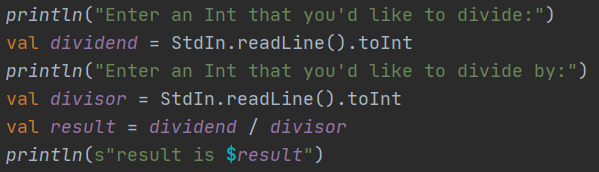 println("Enter an Int that you'd like to divide:")
val dividend = StdIn.readLine().toInt
println("Enter an Int that you'd like to divide by:")
val divisor = StdIn.readLine().toInt
val result = dividend / divisor
println(s"result is $result")